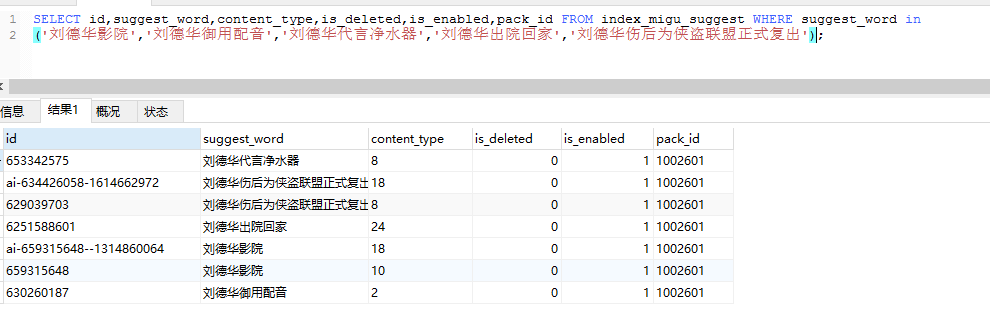 1 SELECT id,suggest_word,content_type,is_deleted,is_enabled,pack_id FROM index_migu_suggest WHERE suggest_word in
2 ('刘德华影院','刘德华御用配音','刘德华代言净水器','刘德华出院回家','刘德华伤后为侠盗联盟正式复出');
信息 结果1 概况 状态
id suggest_word content_type is_deleted is_enabled pack_id
653342575 刘德华代言净水器 8 0 1 1002601
ai-634426058-1614662972 刘德华伤后为侠盗联盟正式复出 18 0 1 1002601
629039703 刘德华伤后为侠盗联盟正式复出 8 0 1 1002601
6251588601 刘德华出院回家 24 0 1 1002601
ai-659315648--1314860064 刘德华影院 18 0 1 1002601
659315648 刘德华影院 10 0 1 1002601
630260187 刘德华御用配音 2 0 1 1002601